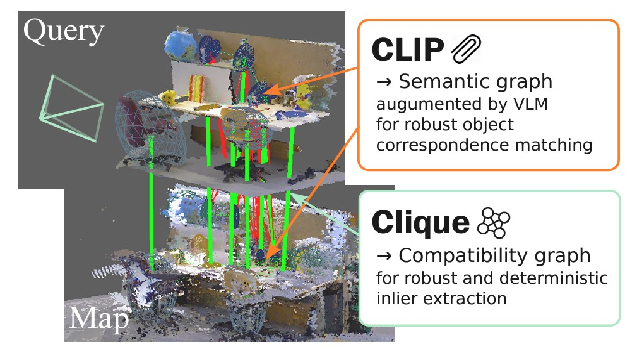 Query
CLIP
→ Semantic graph
augumented by VLM
for robust object
correspondence matching
Clique
→ Compatibility graph
for robust and deterministic
inlier extraction
Map